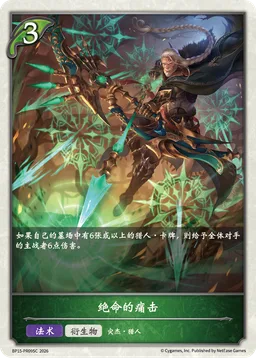 3
如果自己的墓场中有6张或以上的猎人·卡牌,则给予全体对手
的主战者6点伤害。
绝命的痛击
法术 衍生物 灾杰·猎人
BP15-PR09SC 2026
© Cygames, Inc. Published by NetEase Games